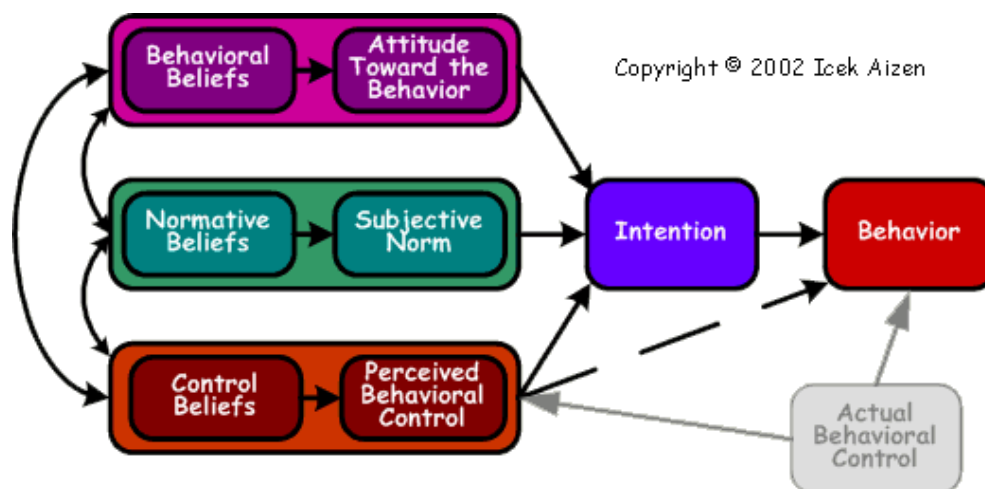 Behavioral
Beliefs
Attitude
Toward the
Behavior
Copyright © 2002 Icek Aizen
Normative
Beliefs
Subjective
Norm
Intention
Behavior
Control
Beliefs
Perceived
Behavioral
Control
Actual
Behavioral
Control